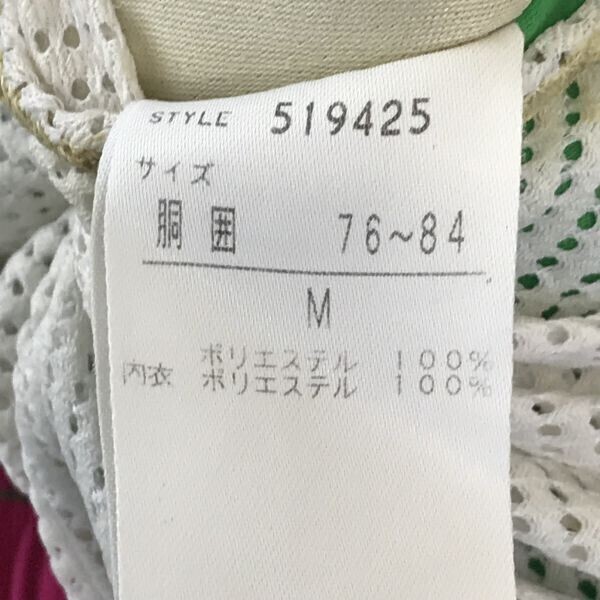 STYLE 519425
サイズ
胴囲 76~84
M
ポリエステル 100%
内衣 ポリエステル 100%